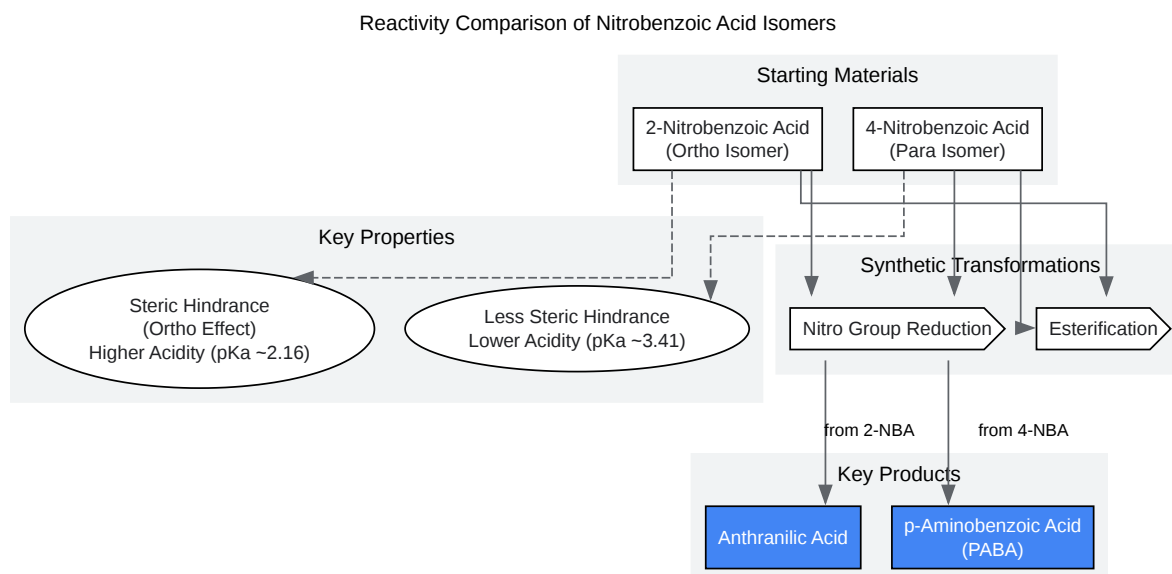 Reactivity Comparison of Nitrobenzoic Acid Isomers
Starting Materials
2-Nitrobenzoic Acid
(Ortho Isomer)
4-Nitrobenzoic Acid
(Para Isomer)
Key Properties
Steric Hindrance
(Ortho Effect)
Higher Acidity (pKa ~2.16)
Less Steric Hindrance
Lower Acidity (pKa ~3.41)
Synthetic Transformations
Nitro Group Reduction
Esterification
from 2-NBA
from 4-NBA
Key Products
Anthranilic Acid
p-Aminobenzoic Acid
(PABA)